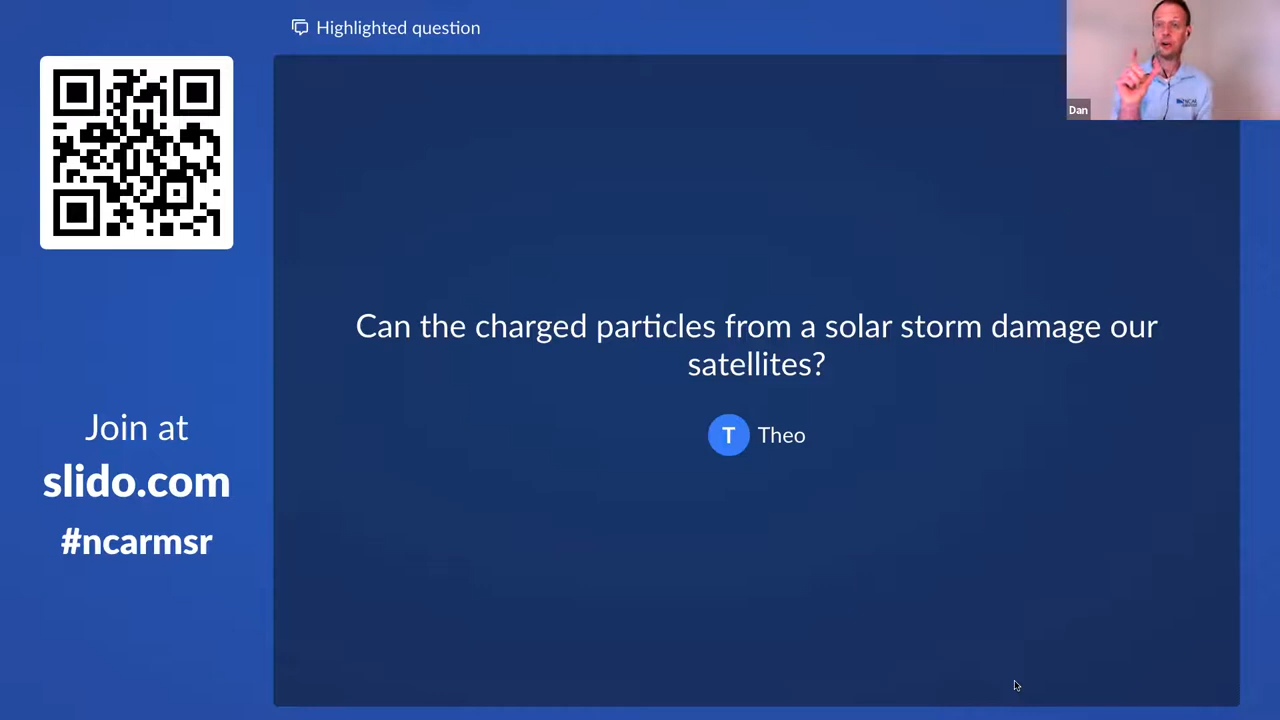 Highlighted question
Dan
Can the charged particles from a solar storm damage our
satellites?
T Theo
Join at
slido.com
#ncarmsr